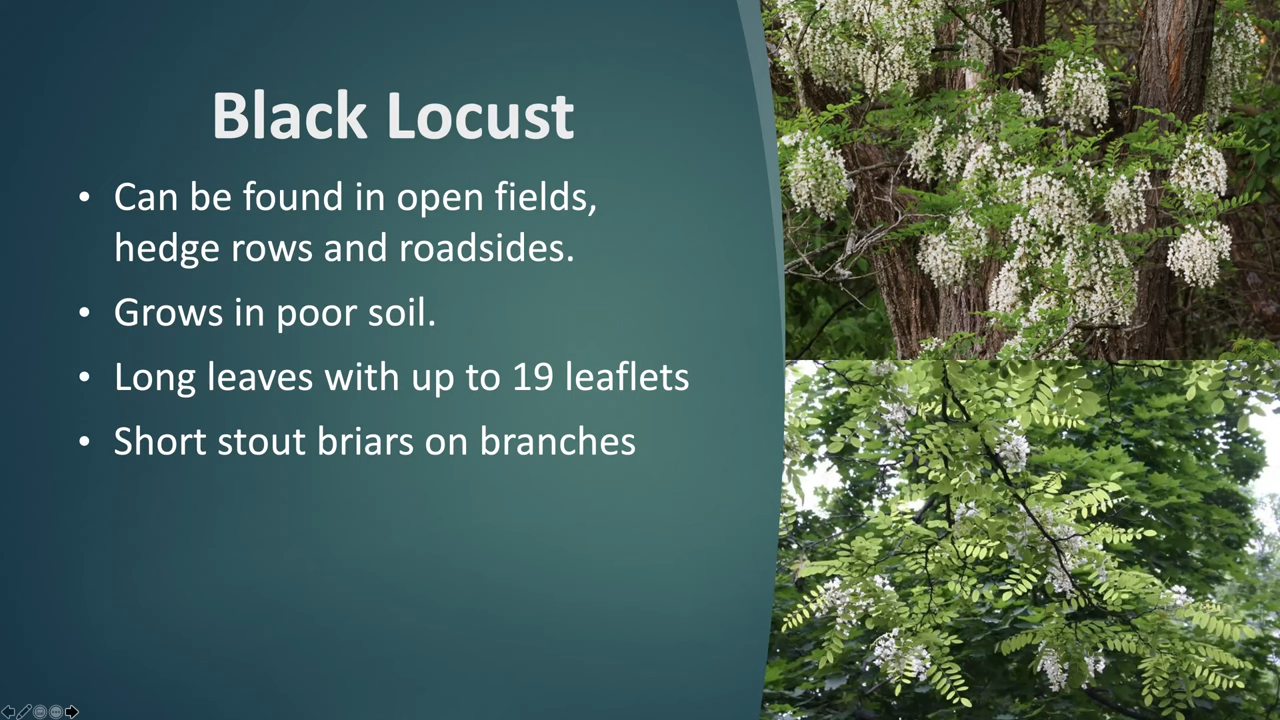 Black Locust
• Can be found in open fields,
hedge rows and roadsides.
• Grows in poor soil.
• Long leaves with up to 19 leaflets
• Short stout briars on branches